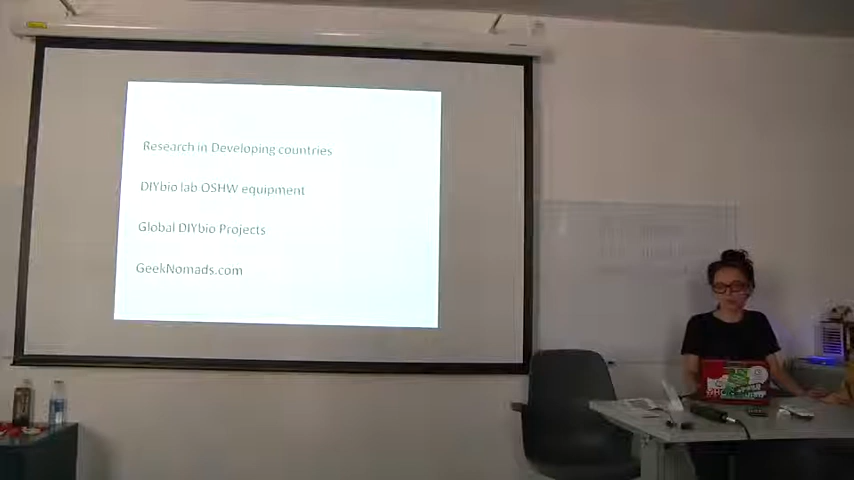 Research in Developing countries
DIYbio lab OSHW equipment
Global DIYbio Projects
GeekNomads.com